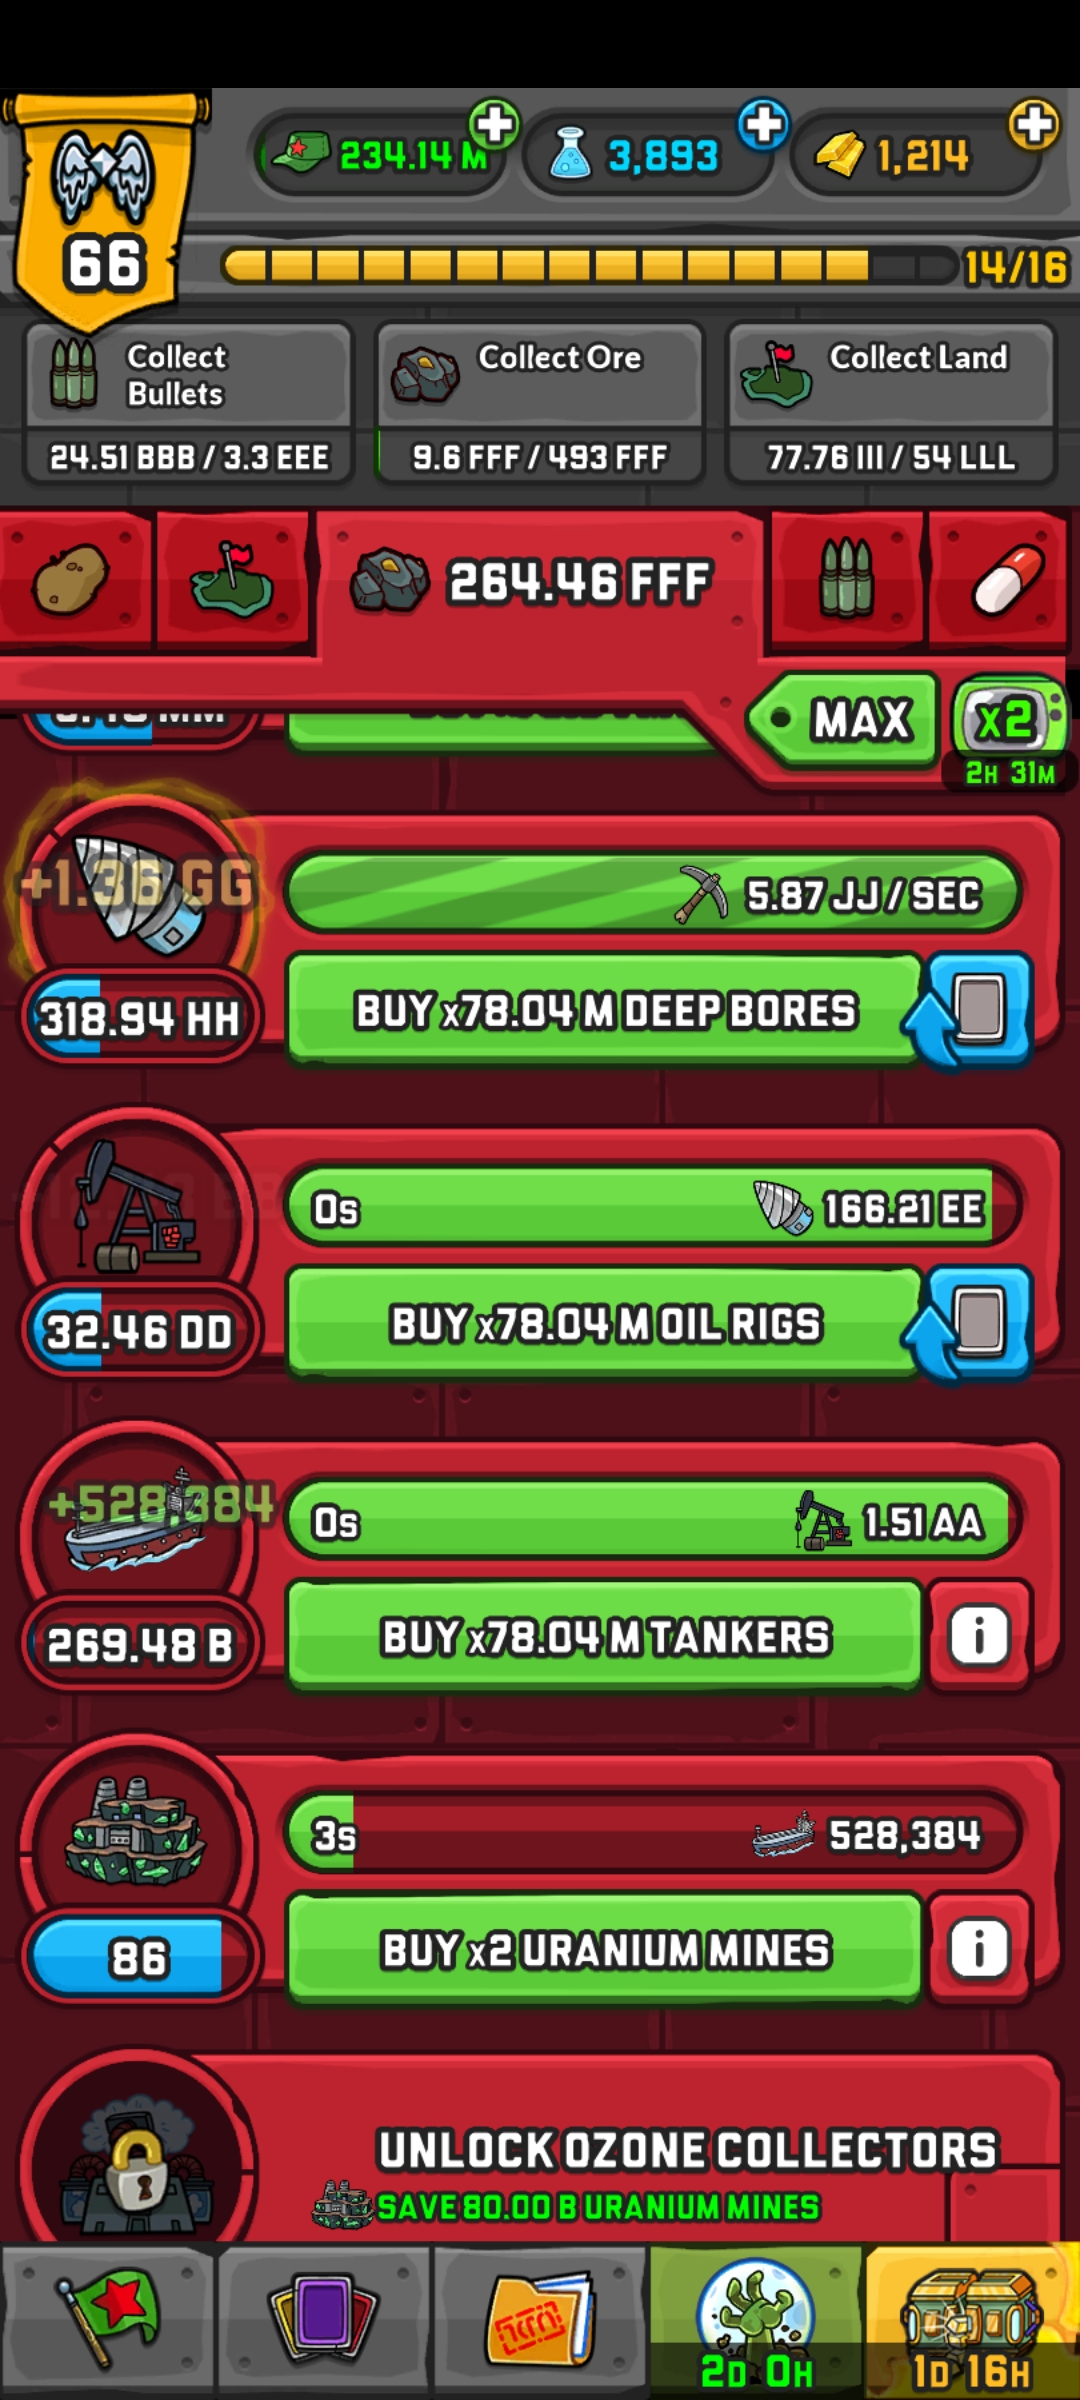 234.14 M
3,893
1,214
66
14/16
Collect
Bullets
24.51 BBB / 3.3 EEE
Collect Ore
9.6 FFF / 493 FFF
Collect Land
77.76 III / 54 LLL
264.46 FFF
MAX
x2
2H 31M
+1.36 GG
5.87 JJ / SEC
318.94 HH
BUY x78.04 M DEEP BORES
0s
166.21 EE
32.46 DD
BUY x78.04 M OIL RIGS
+528,384
0s
1.51 AA
269.48 B
BUY x78.04 M TANKERS
i
3s
528,384
86
BUY x2 URANIUM MINES
i
UNLOCK OZONE COLLECTORS
SAVE 80.00 B URANIUM MINES
2D 0H
1D 16H